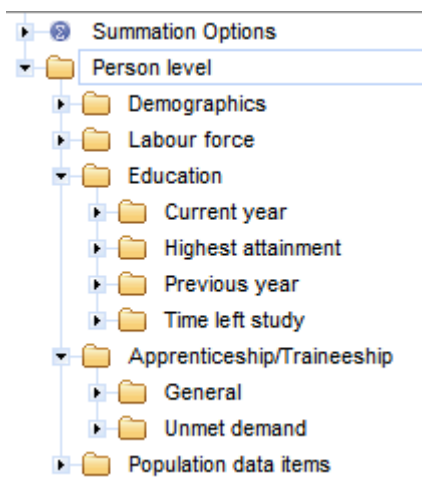 Summation Options
Person level
Demographics
Labour force
Education
Current year
Highest attainment
Previous year
Time left study
Apprenticeship/Traineeship
General
Unmet demand
Population data items